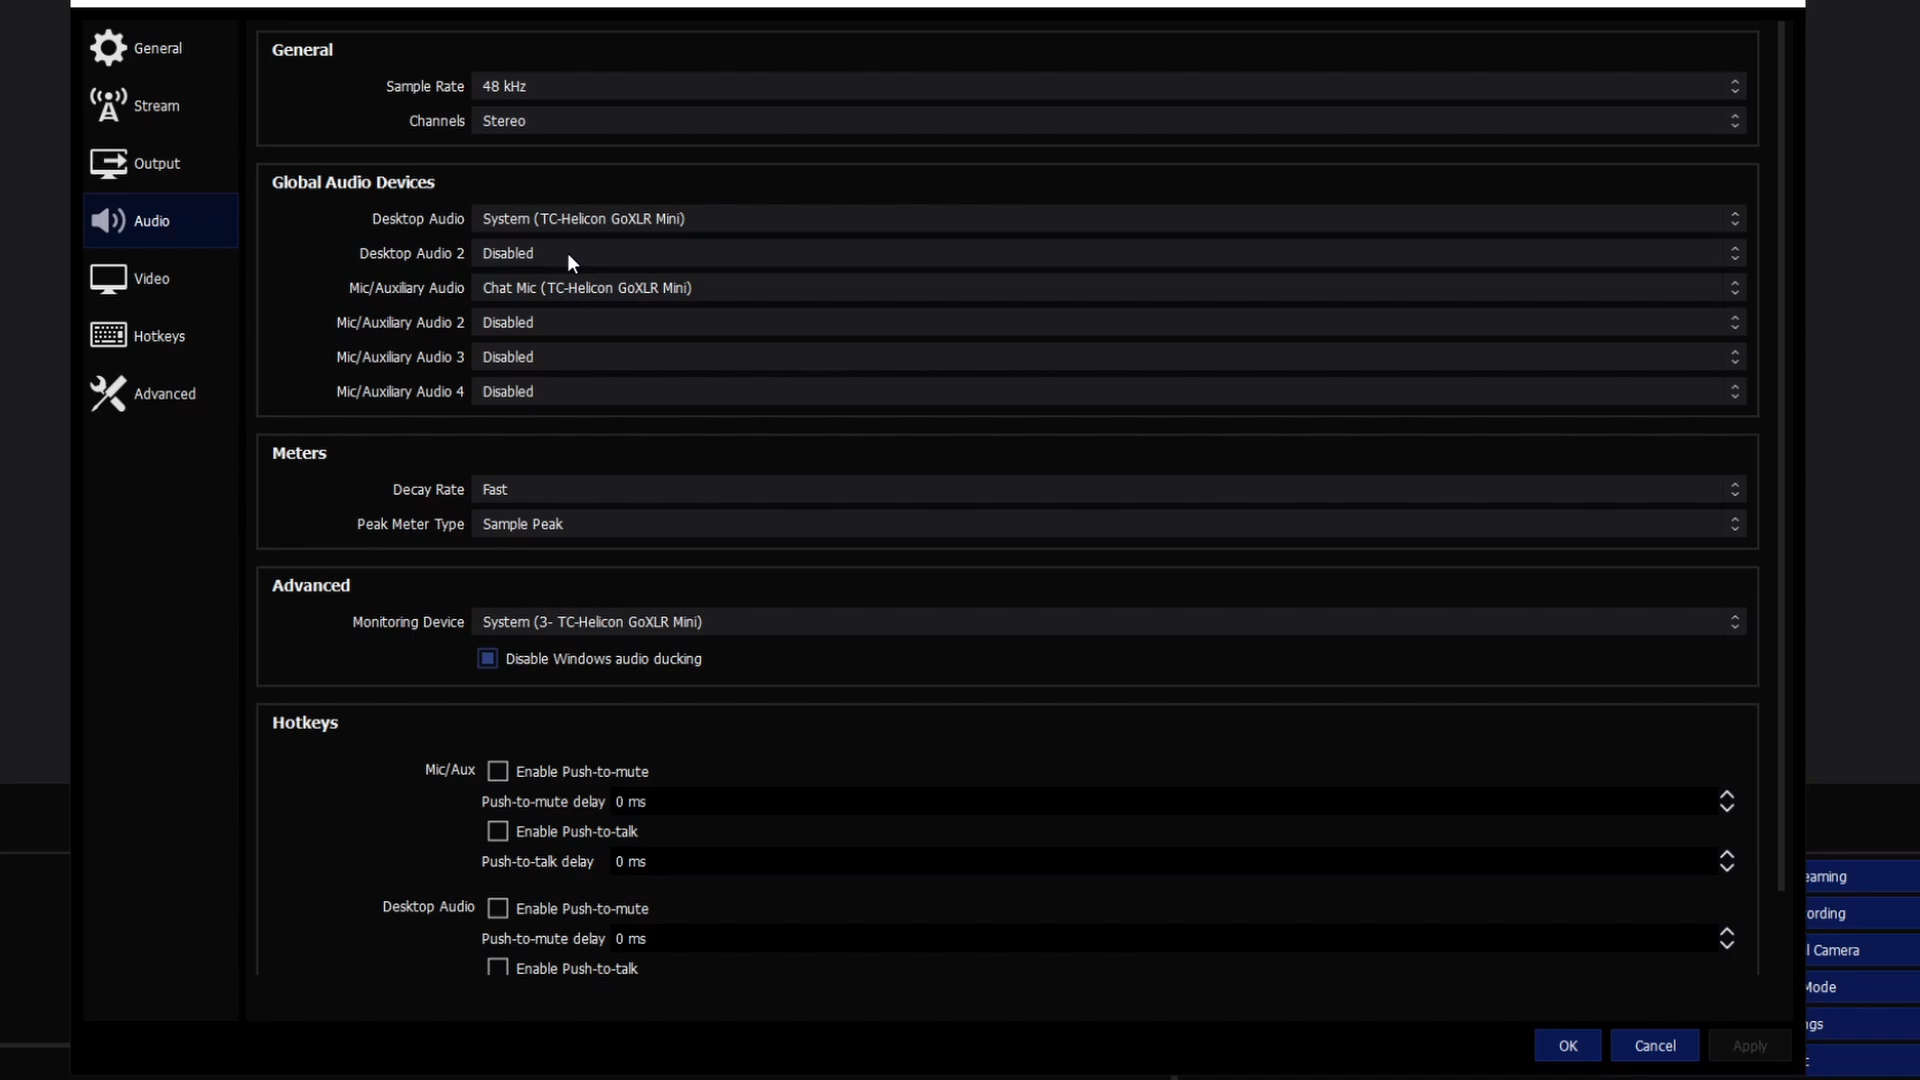 General
Stream
Output
Audio
Video
Hotkeys
Advanced
General
Sample Rate 48 kHz
Channels Stereo
Global Audio Devices
Desktop Audio System (TC-Helicon GoXLR Mini)
Desktop Audio 2 Disabled
Mic/Auxiliary Audio Chat Mic (TC-Helicon GoXLR Mini)
Mic/Auxiliary Audio 2 Disabled
Mic/Auxiliary Audio 3 Disabled
Mic/Auxiliary Audio 4 Disabled
Meters
Decay Rate Fast
Peak Meter Type Sample Peak
Advanced
Monitoring Device System (3- TC-Helicon GoXLR Mini)
Disable Windows audio ducking
Hotkeys
Mic/Aux Enable Push-to-mute
Push-to-mute delay 0 ms
Enable Push-to-talk
Push-to-talk delay 0 ms
Desktop Audio Enable Push-to-mute
Push-to-mute delay 0 ms
Enable Push-to-talk
OK Cancel Apply
eaming
ording
l Camera
Mode
ngs